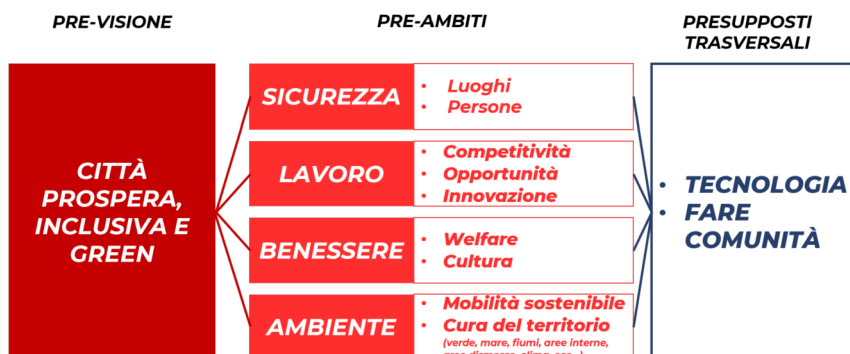 PRE-VISIONE
PRE-AMBITI
PRESUPPOSTI
TRASVERSALI
CITTÀ
PROSPERA,
INCLUSIVA E
GREEN
SICUREZZA
• Luoghi
• Persone
LAVORO
• Competitività
• Opportunità
• Innovazione
BENESSERE
• Welfare
• Cultura
AMBIENTE
• Mobilità sostenibile
• Cura del territorio
(verde, mare, fiumi, aree interne,
• TECNOLOGIA
• FARE
COMUNITÀ